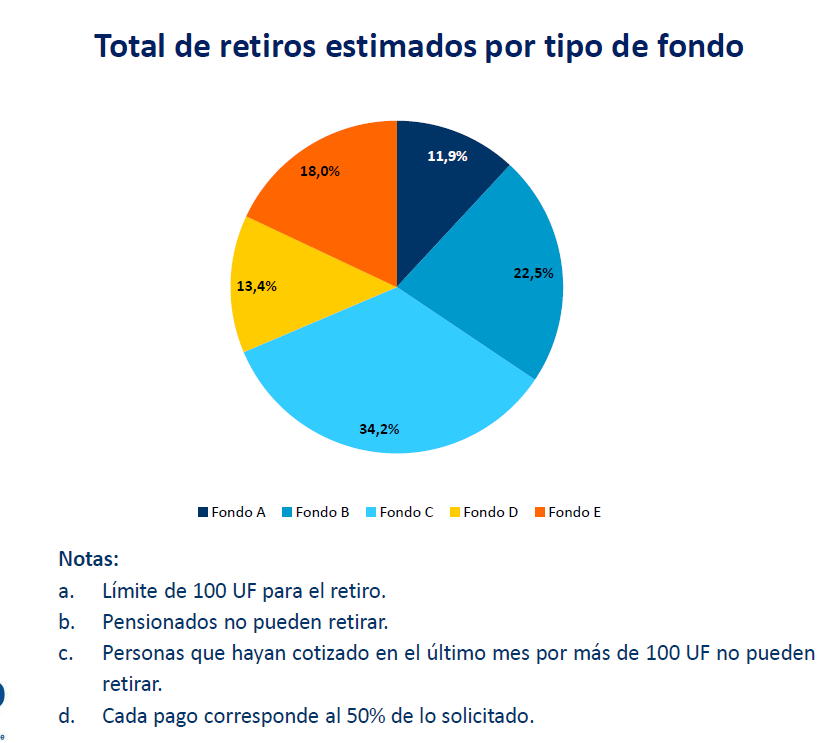 Total de retiros estimados por tipo de fondo
11,9%
18,0%
22,5%
13,4%
34,2%
Fondo A Fondo B Fondo C Fondo D Fondo E
Notas:
a. Límite de 100 UF para el retiro.
b. Pensionados no pueden retirar.
c. Personas que hayan cotizado en el último mes por más de 100 UF no pueden
retirar.
d. Cada pago corresponde al 50% de lo solicitado.